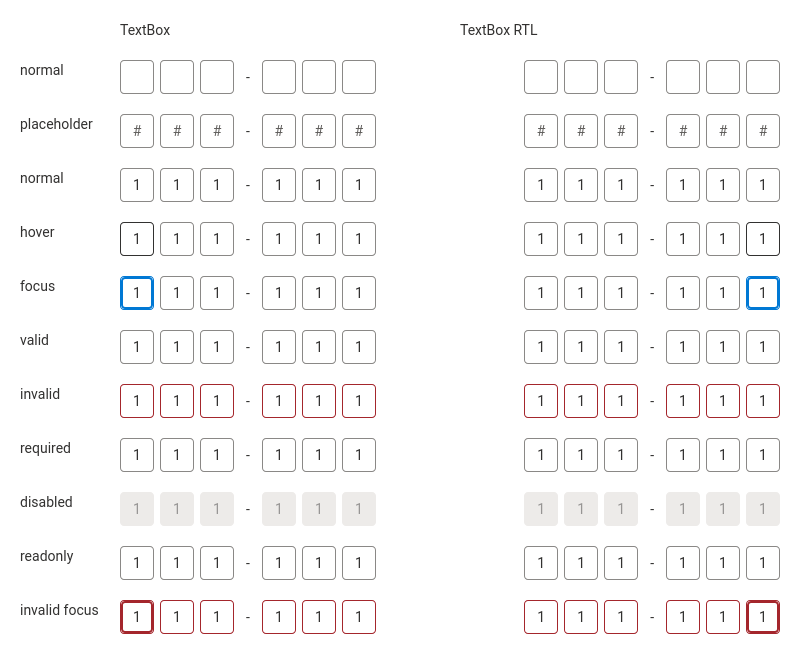 TextBox TextBox RTL
normal - -
placeholder # # # - # # # # # # - # # #
normal 1 1 1 - 1 1 1 1 1 1 - 1 1 1
hover 1 1 1 - 1 1 1 1 1 1 - 1 1 1
focus 1 1 1 - 1 1 1 1 1 1 - 1 1 1
valid 1 1 1 - 1 1 1 1 1 1 - 1 1 1
invalid 1 1 1 - 1 1 1 1 1 1 - 1 1 1
required 1 1 1 - 1 1 1 1 1 1 - 1 1 1
disabled 1 1 1 - 1 1 1 1 1 1 - 1 1 1
readonly 1 1 1 - 1 1 1 1 1 1 - 1 1 1
invalid focus 1 1 1 - 1 1 1 1 1 1 - 1 1 1